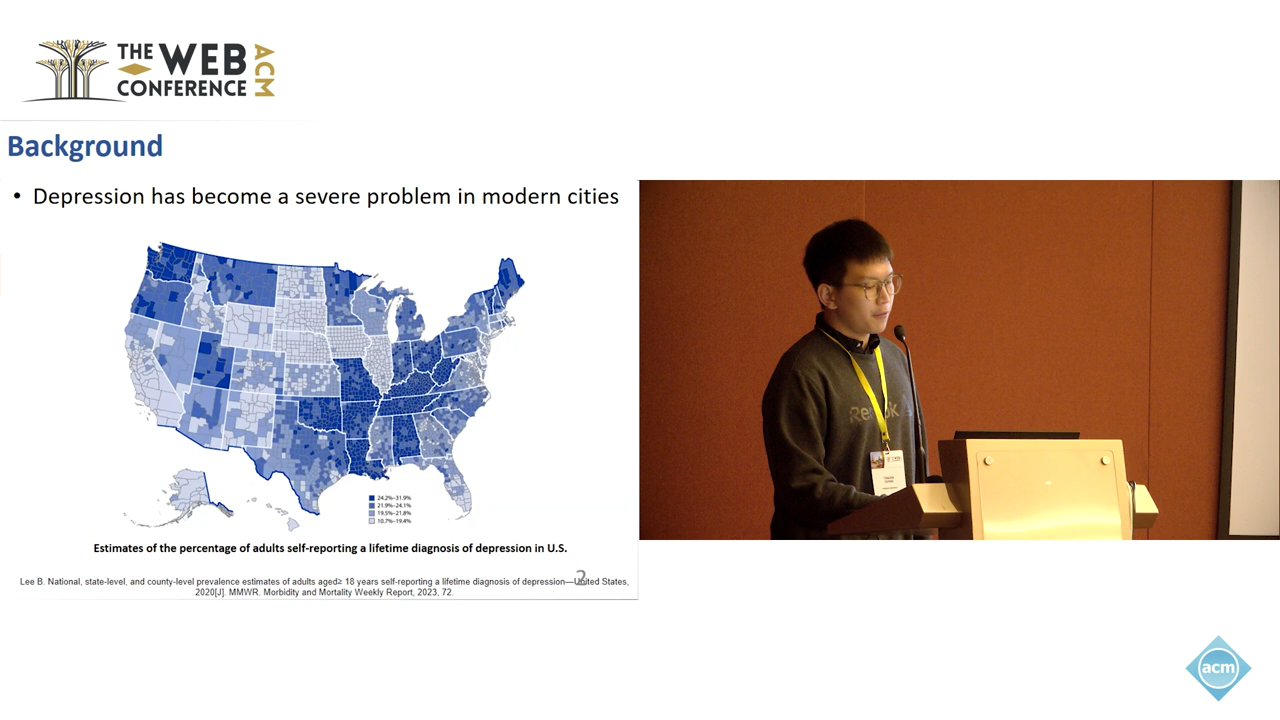 THE WEB
CONFERENCE
ACM
Background
• Depression has become a severe problem in modern cities
24.2%–31.9%
21.9%–24.1%
19.5%–21.8%
10.7%–19.4%
Estimates of the percentage of adults self-reporting a lifetime diagnosis of depression in U.S.
Lee B. National, state-level, and county-level prevalence estimates of adults aged≥ 18 years self-reporting a lifetime diagnosis of depression—United States,
2020[J]. MMWR. Morbidity and Mortality Weekly Report, 2023, 72.
2
acm